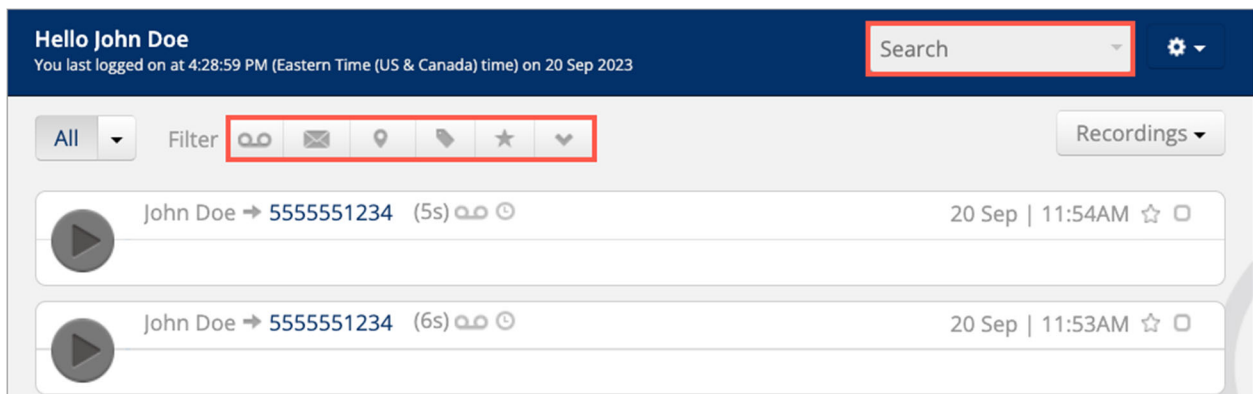 Hello John Doe
You last logged on at 4:28:59 PM (Eastern Time (US & Canada) time) on 20 Sep 2023
Search
All
Filter
Recordings
John Doe → 5555551234 (5s)
20 Sep | 11:54AM
John Doe → 5555551234 (6s)
20 Sep | 11:53AM